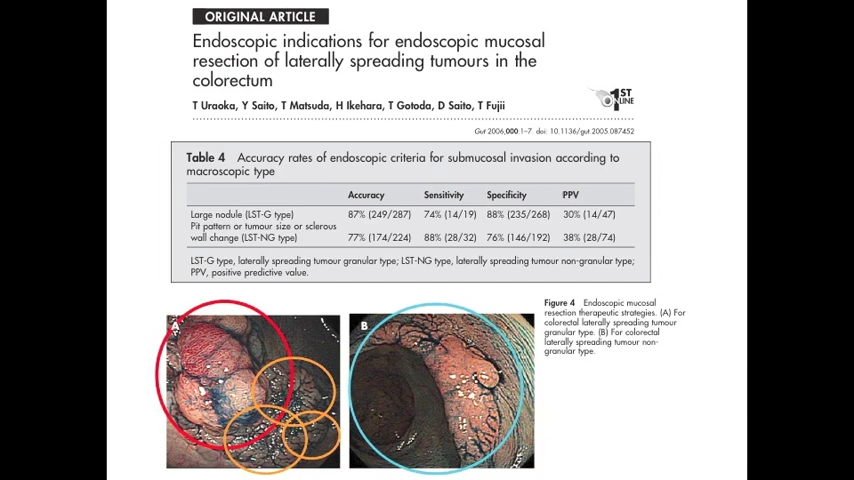 ORIGINAL ARTICLE
Endoscopic indications for endoscopic mucosal
resection of laterally spreading tumours in the
colorectum
T Uraoka, Y Saito, T Matsuda, H Ikehara, T Gotoda, D Saito, T Fujii
1ST
ONLINE
Gut 2006;000:1–7. doi: 10.1136/gut.2005.087452
Table 4 Accuracy rates of endoscopic criteria for submucosal invasion according to
macroscopic type
Accuracy Sensitivity Specificity PPV
Large nodule (LST-G type) 87% (249/287) 74% (14/19) 88% (235/268) 30% (14/47)
Pit pattern or tumour size or sclerous
wall change (LST-NG type) 77% (174/224) 88% (28/32) 76% (146/192) 38% (28/74)
LST-G type, laterally spreading tumour granular type; LST-NG type, laterally spreading tumour non-granular type;
PPV, positive predictive value.
A
B
Figure 4 Endoscopic mucosal
resection therapeutic strategies. (A) For
colorectal laterally spreading tumour
granular type. (B) For colorectal
laterally spreading tumour non-
granular type.